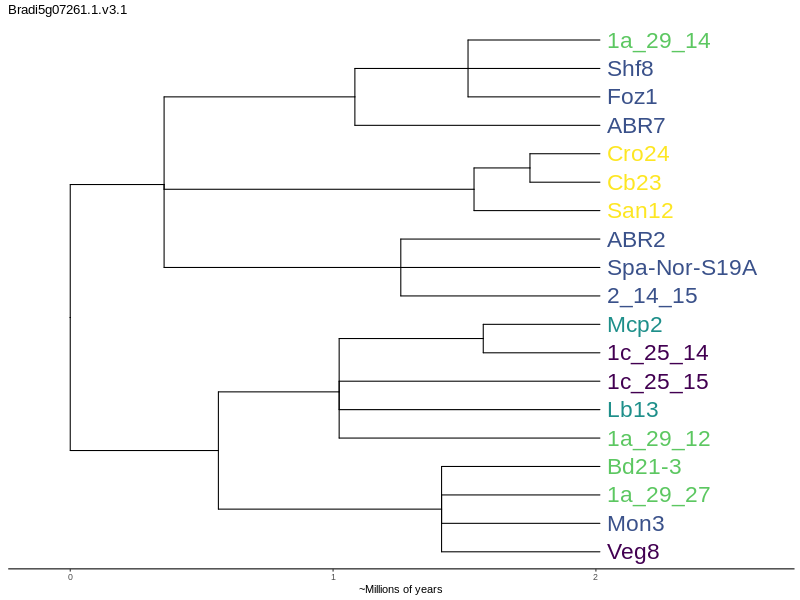 Bradi5g07261.1.v3.1
1a_29_14
Shf8
Foz1
ABR7
Cro24
Cb23
San12
ABR2
Spa-Nor-S19A
2_14_15
Mcp2
1c_25_14
1c_25_15
Lb13
1a_29_12
Bd21-3
1a_29_27
Mon3
Veg8
0 1 2
~Millions of years